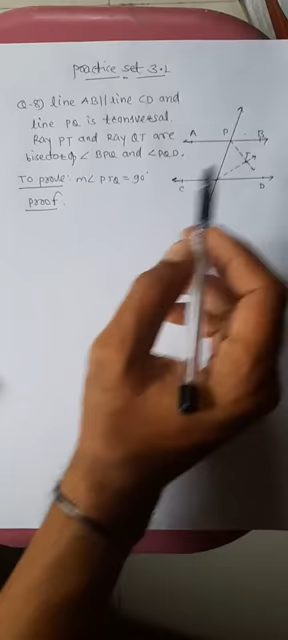 Practice set 3.1
Q-8) line AB || line CD and
line PQ is transversal.
Ray PT and Ray QT are
bisector of ∠ BPQ and ∠PQD.
To prove: m∠ PTQ = 90°
Proof.
A P B
T
C D